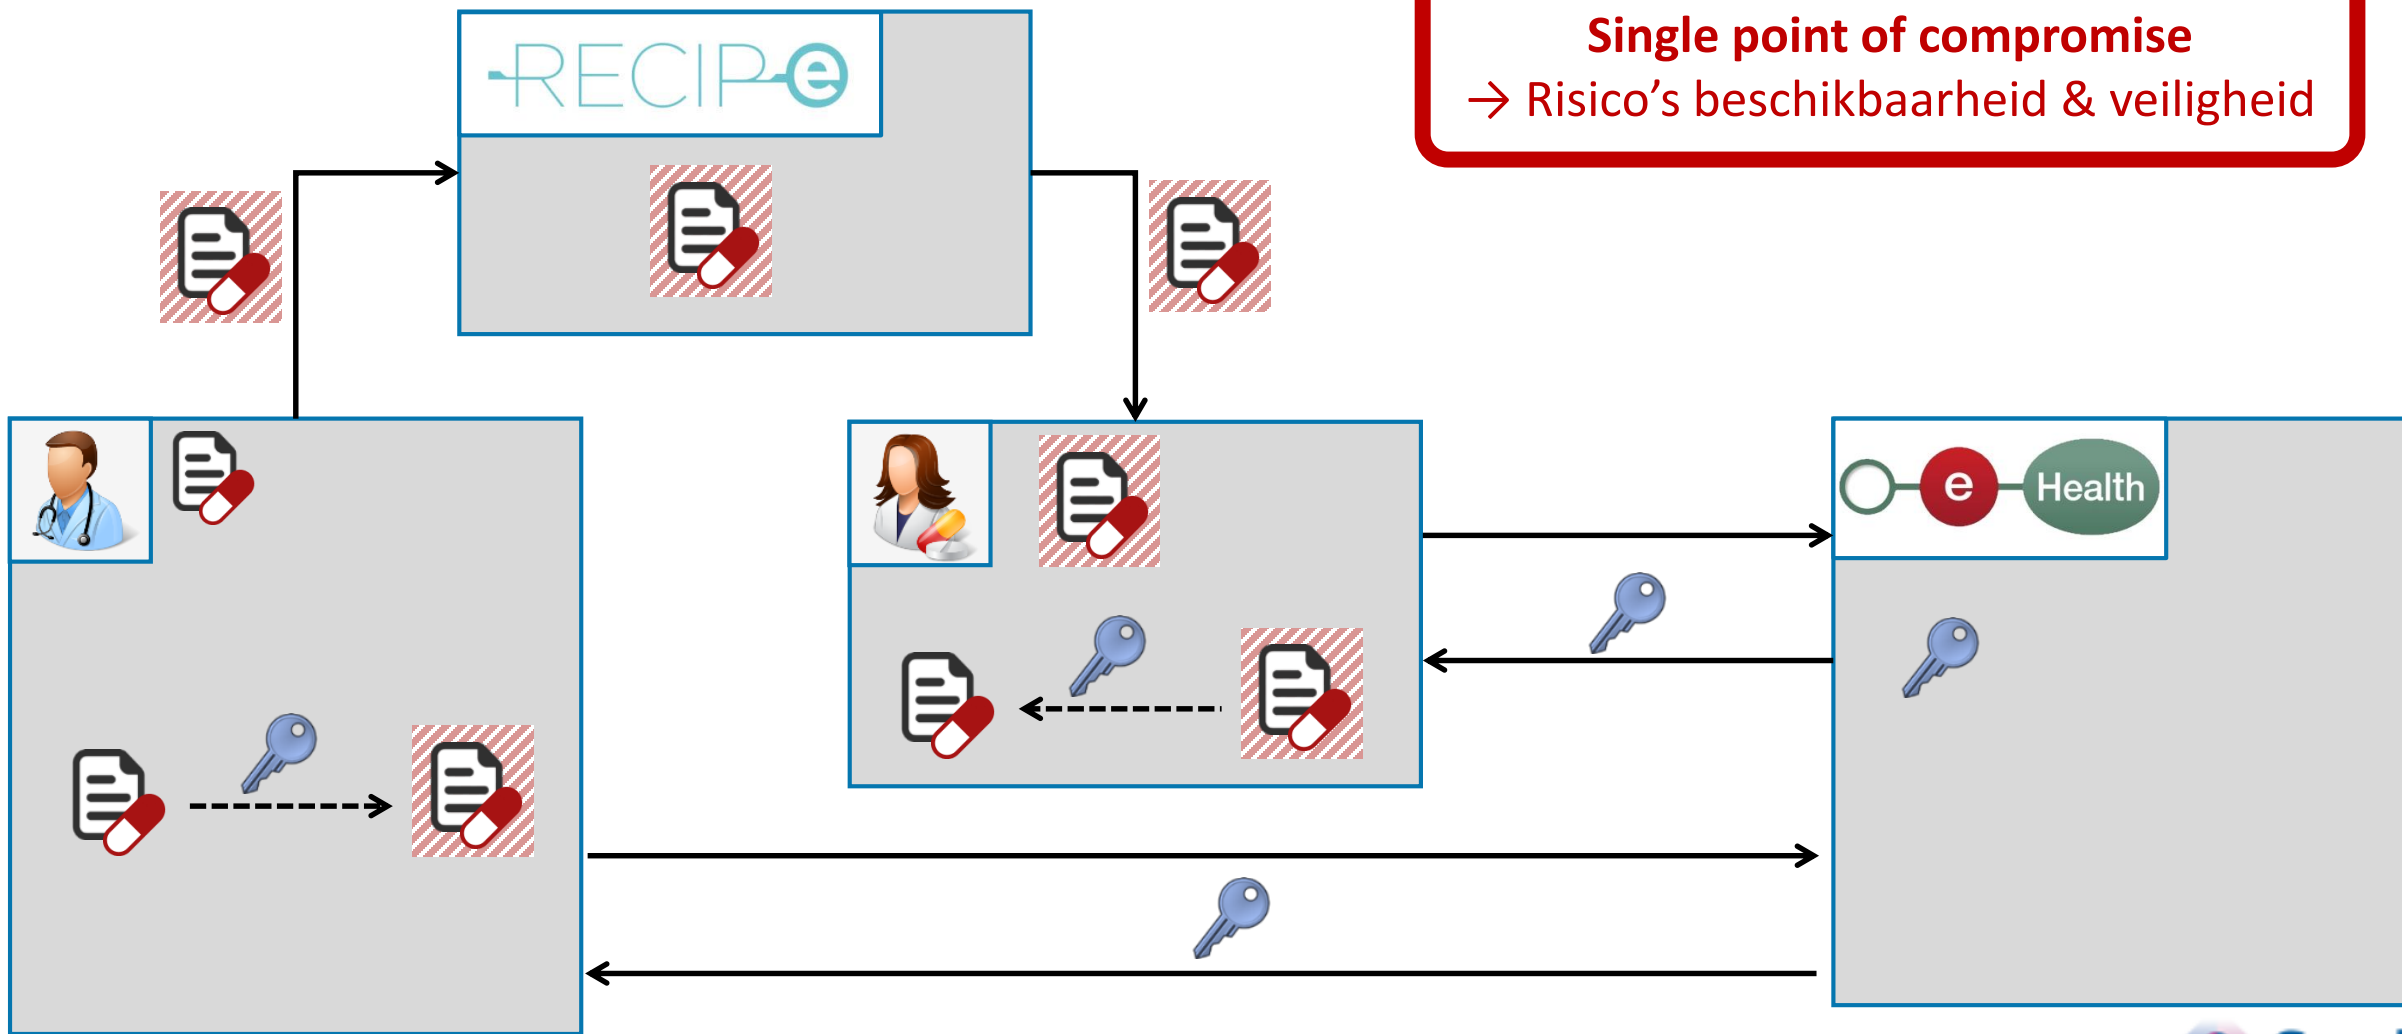 RECIP-e
Single point of compromise
→ Risico's beschikbaarheid & veiligheid
e Health